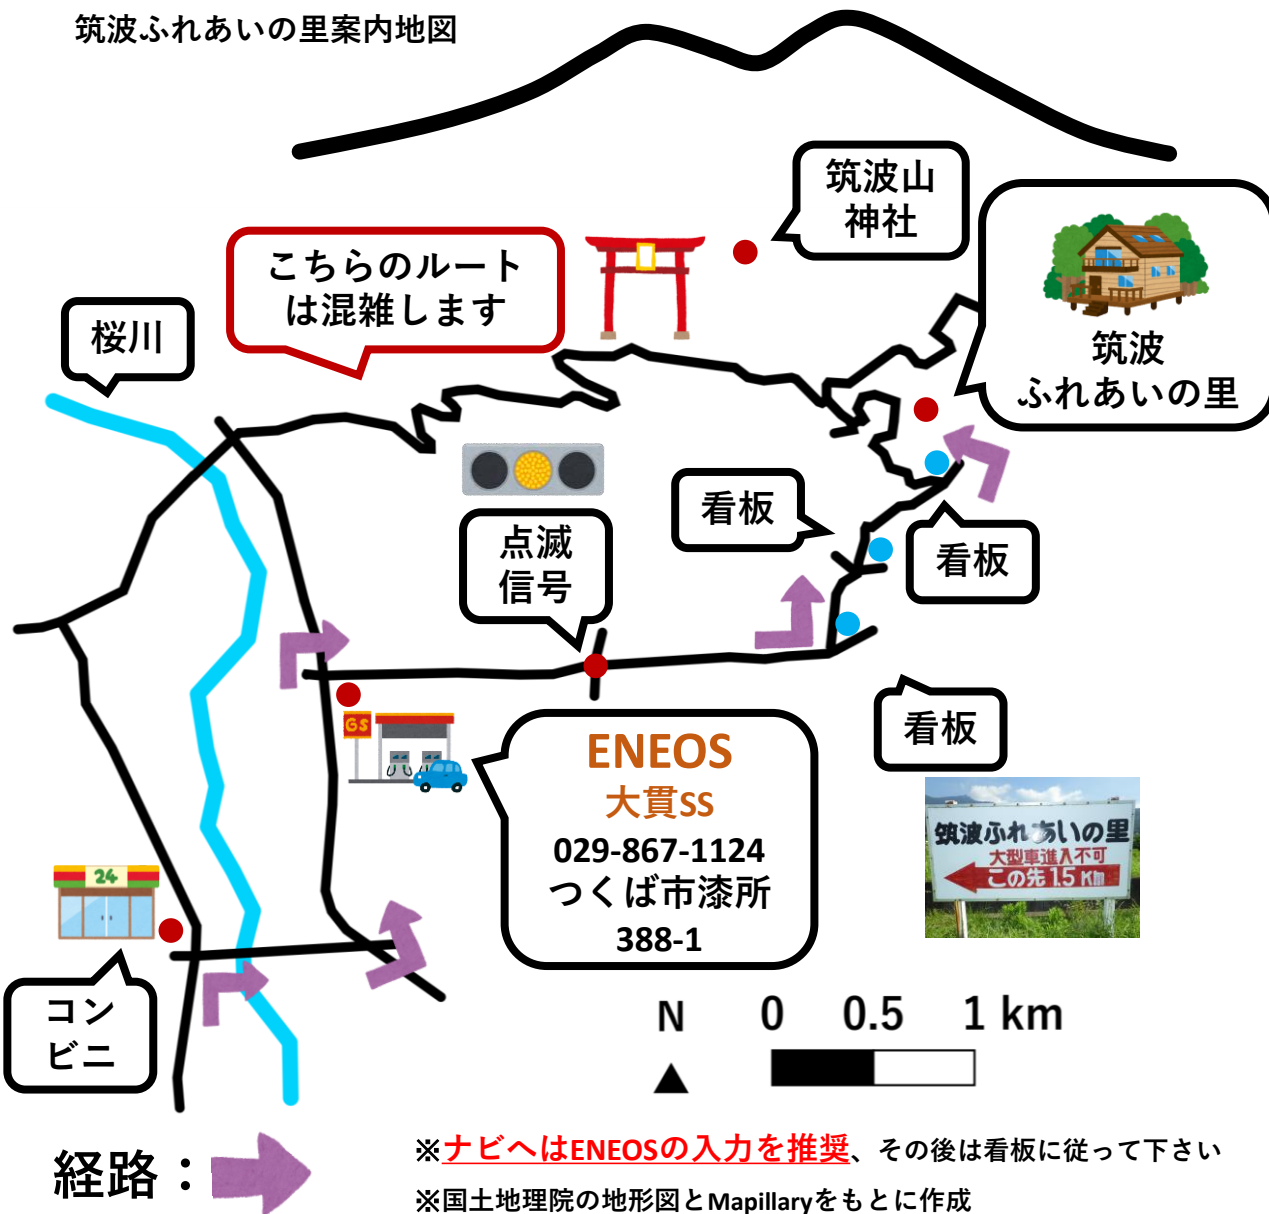 筑波ふれあいの里案内地図
筑波山
神社
こちらのルート
は混雑します
桜川
筑波
ふれあいの里
看板
看板
点滅
信号
看板
GS
ENEOS
大貫SS
029-867-1124
つくば市漆所
388-1
筑波ふれあいの里
大型車進入不可
この先1.5Km
24
コン
ビニ
N
0 0.5 1 km
経路：
※ナビへはENEOSの入力を推奨、その後は看板に従って下さい
※国土地理院の地形図とMapillaryをもとに作成